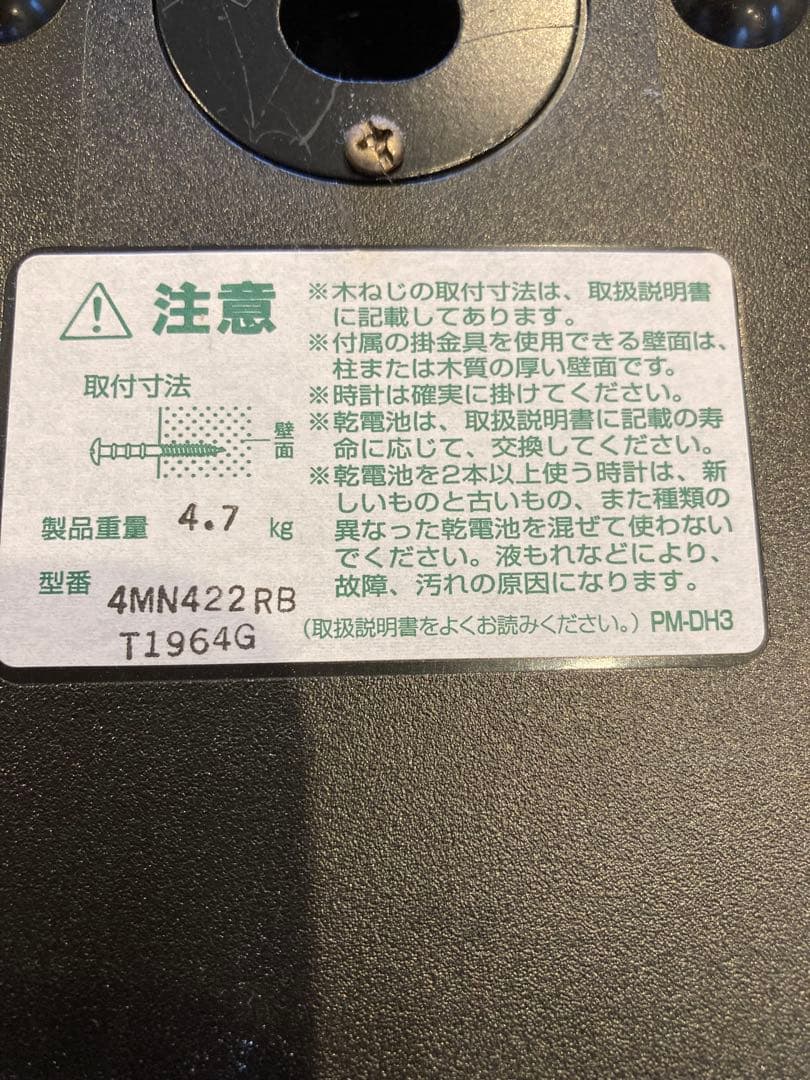 注意
取付寸法
壁面
製品重量 4.7 kg
型番 4MN422RB
T1964G
※木ねじの取付寸法は、取扱説明書
に記載してあります。
※付属の掛金具を使用できる壁面は、
柱または木質の厚い壁面です。
※時計は確実に掛けてください。
※乾電池は、取扱説明書に記載の寿
命に応じて、交換してください。
※乾電池を2本以上使う時計は、新
しいものと古いもの、また種類の
異なった乾電池を混ぜて使わない
でください。液もれなどにより、
故障、汚れの原因になります。
(取扱説明書をよくお読みください。) PM-DH3